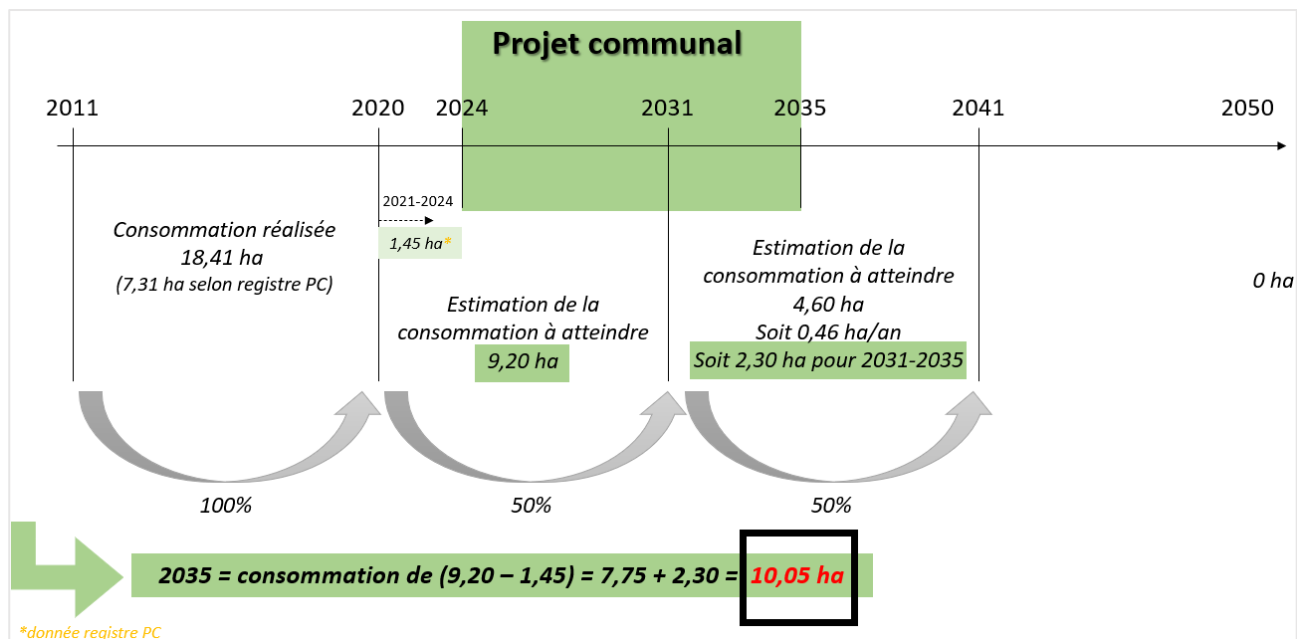 Projet communal
2011
2020
2024
2031
2035
2041
2050
2021-2024
1,45 ha*
Consommation réalisée
18,41 ha
(7,31 ha selon registre PC)
Estimation de la
consommation à atteindre
9,20 ha
Estimation de la
consommation à atteindre
4,60 ha
Soit 0,46 ha/an
Soit 2,30 ha pour 2031-2035
0 ha
100%
50%
50%
2035 = consommation de (9,20 – 1,45) = 7,75 + 2,30 = 10,05 ha
*donnée registre PC